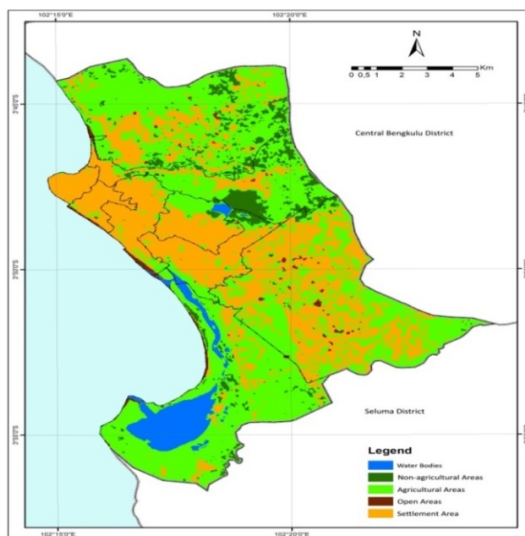 102°15'0"E 102°20'0"E
N
Km
0 0.5 1 2 3 4 5
Central Bengkulu District
Seluma District
Legend
Water Bodies
Non-agricultural Areas
Agricultural Areas
Open Areas
Settlement Area
102°15'0"E 102°20'0"E